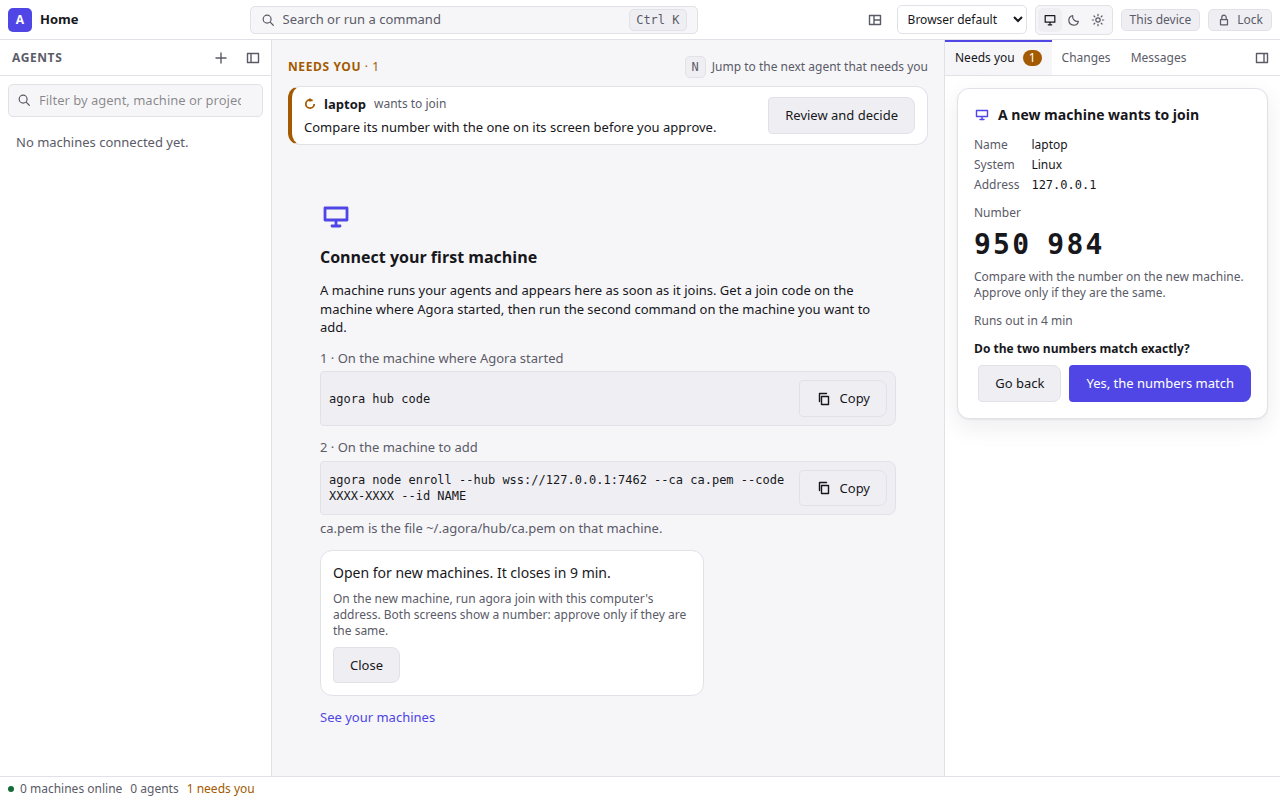 A Home
Search or run a command Ctrl K
Browser default
This device
Lock
AGENTS
Filter by agent, machine or projec
No machines connected yet.
NEEDS YOU · 1
N Jump to the next agent that needs you
laptop wants to join
Compare its number with the one on its screen before you approve.
Review and decide
Connect your first machine
A machine runs your agents and appears here as soon as it joins. Get a join code on the
machine where Agora started, then run the second command on the machine you want to
add.
1 · On the machine where Agora started
agora hub code
Copy
2 · On the machine to add
agora node enroll --hub wss://127.0.0.1:7462 --ca ca.pem --code
XXXX-XXXX --id NAME
Copy
ca.pem is the file ~/.agora/hub/ca.pem on that machine.
Open for new machines. It closes in 9 min.
On the new machine, run agora join with this computer's
address. Both screens show a number: approve only if they are
the same.
Close
See your machines
Needs you 1
Changes
Messages
A new machine wants to join
Name laptop
System Linux
Address 127.0.0.1
Number
950 984
Compare with the number on the new machine.
Approve only if they are the same.
Runs out in 4 min
Do the two numbers match exactly?
Go back
Yes, the numbers match
0 machines online 0 agents 1 needs you